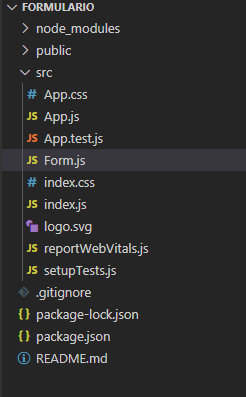 FORMULARIO
node_modules
public
src
# App.css
JS App.js
JS App.test.js
JS Form.js
# index.css
JS index.js
logo.svg
JS reportWebVitals.js
JS setupTests.js
.gitignore
{} package-lock.json
{} package.json
README.md